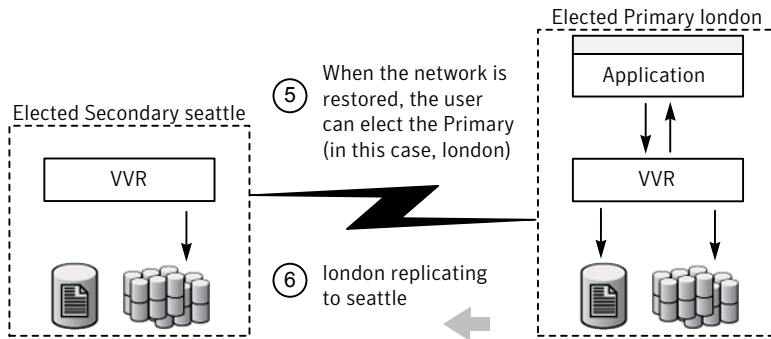 Elected Primary london
Application
VVR
Elected Secondary seattle
VVR
5
When the network is
restored, the user
can elect the Primary
(in this case, london)
6
london replicating
to seattle